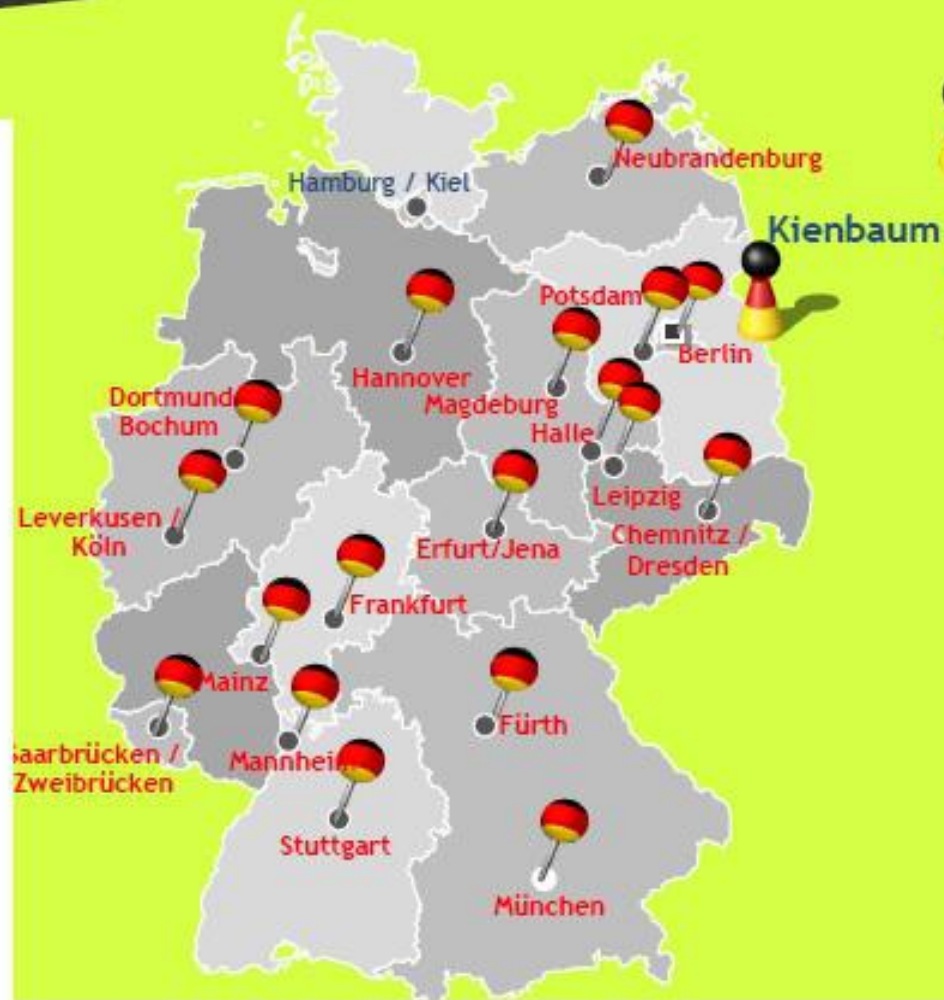 Neubrandenburg
Hamburg / Kiel
Kienbaum
Potsdam
Berlin
Hannover
Magdeburg
Dortmund
Bochum
Halle
Leipzig
Leverkusen /
Köln
Chemnitz /
Dresden
Erfurt/Jena
Frankfurt
Mainz
Fürth
Saarbrücken /
Zweibrücken
Mannheim
Stuttgart
München